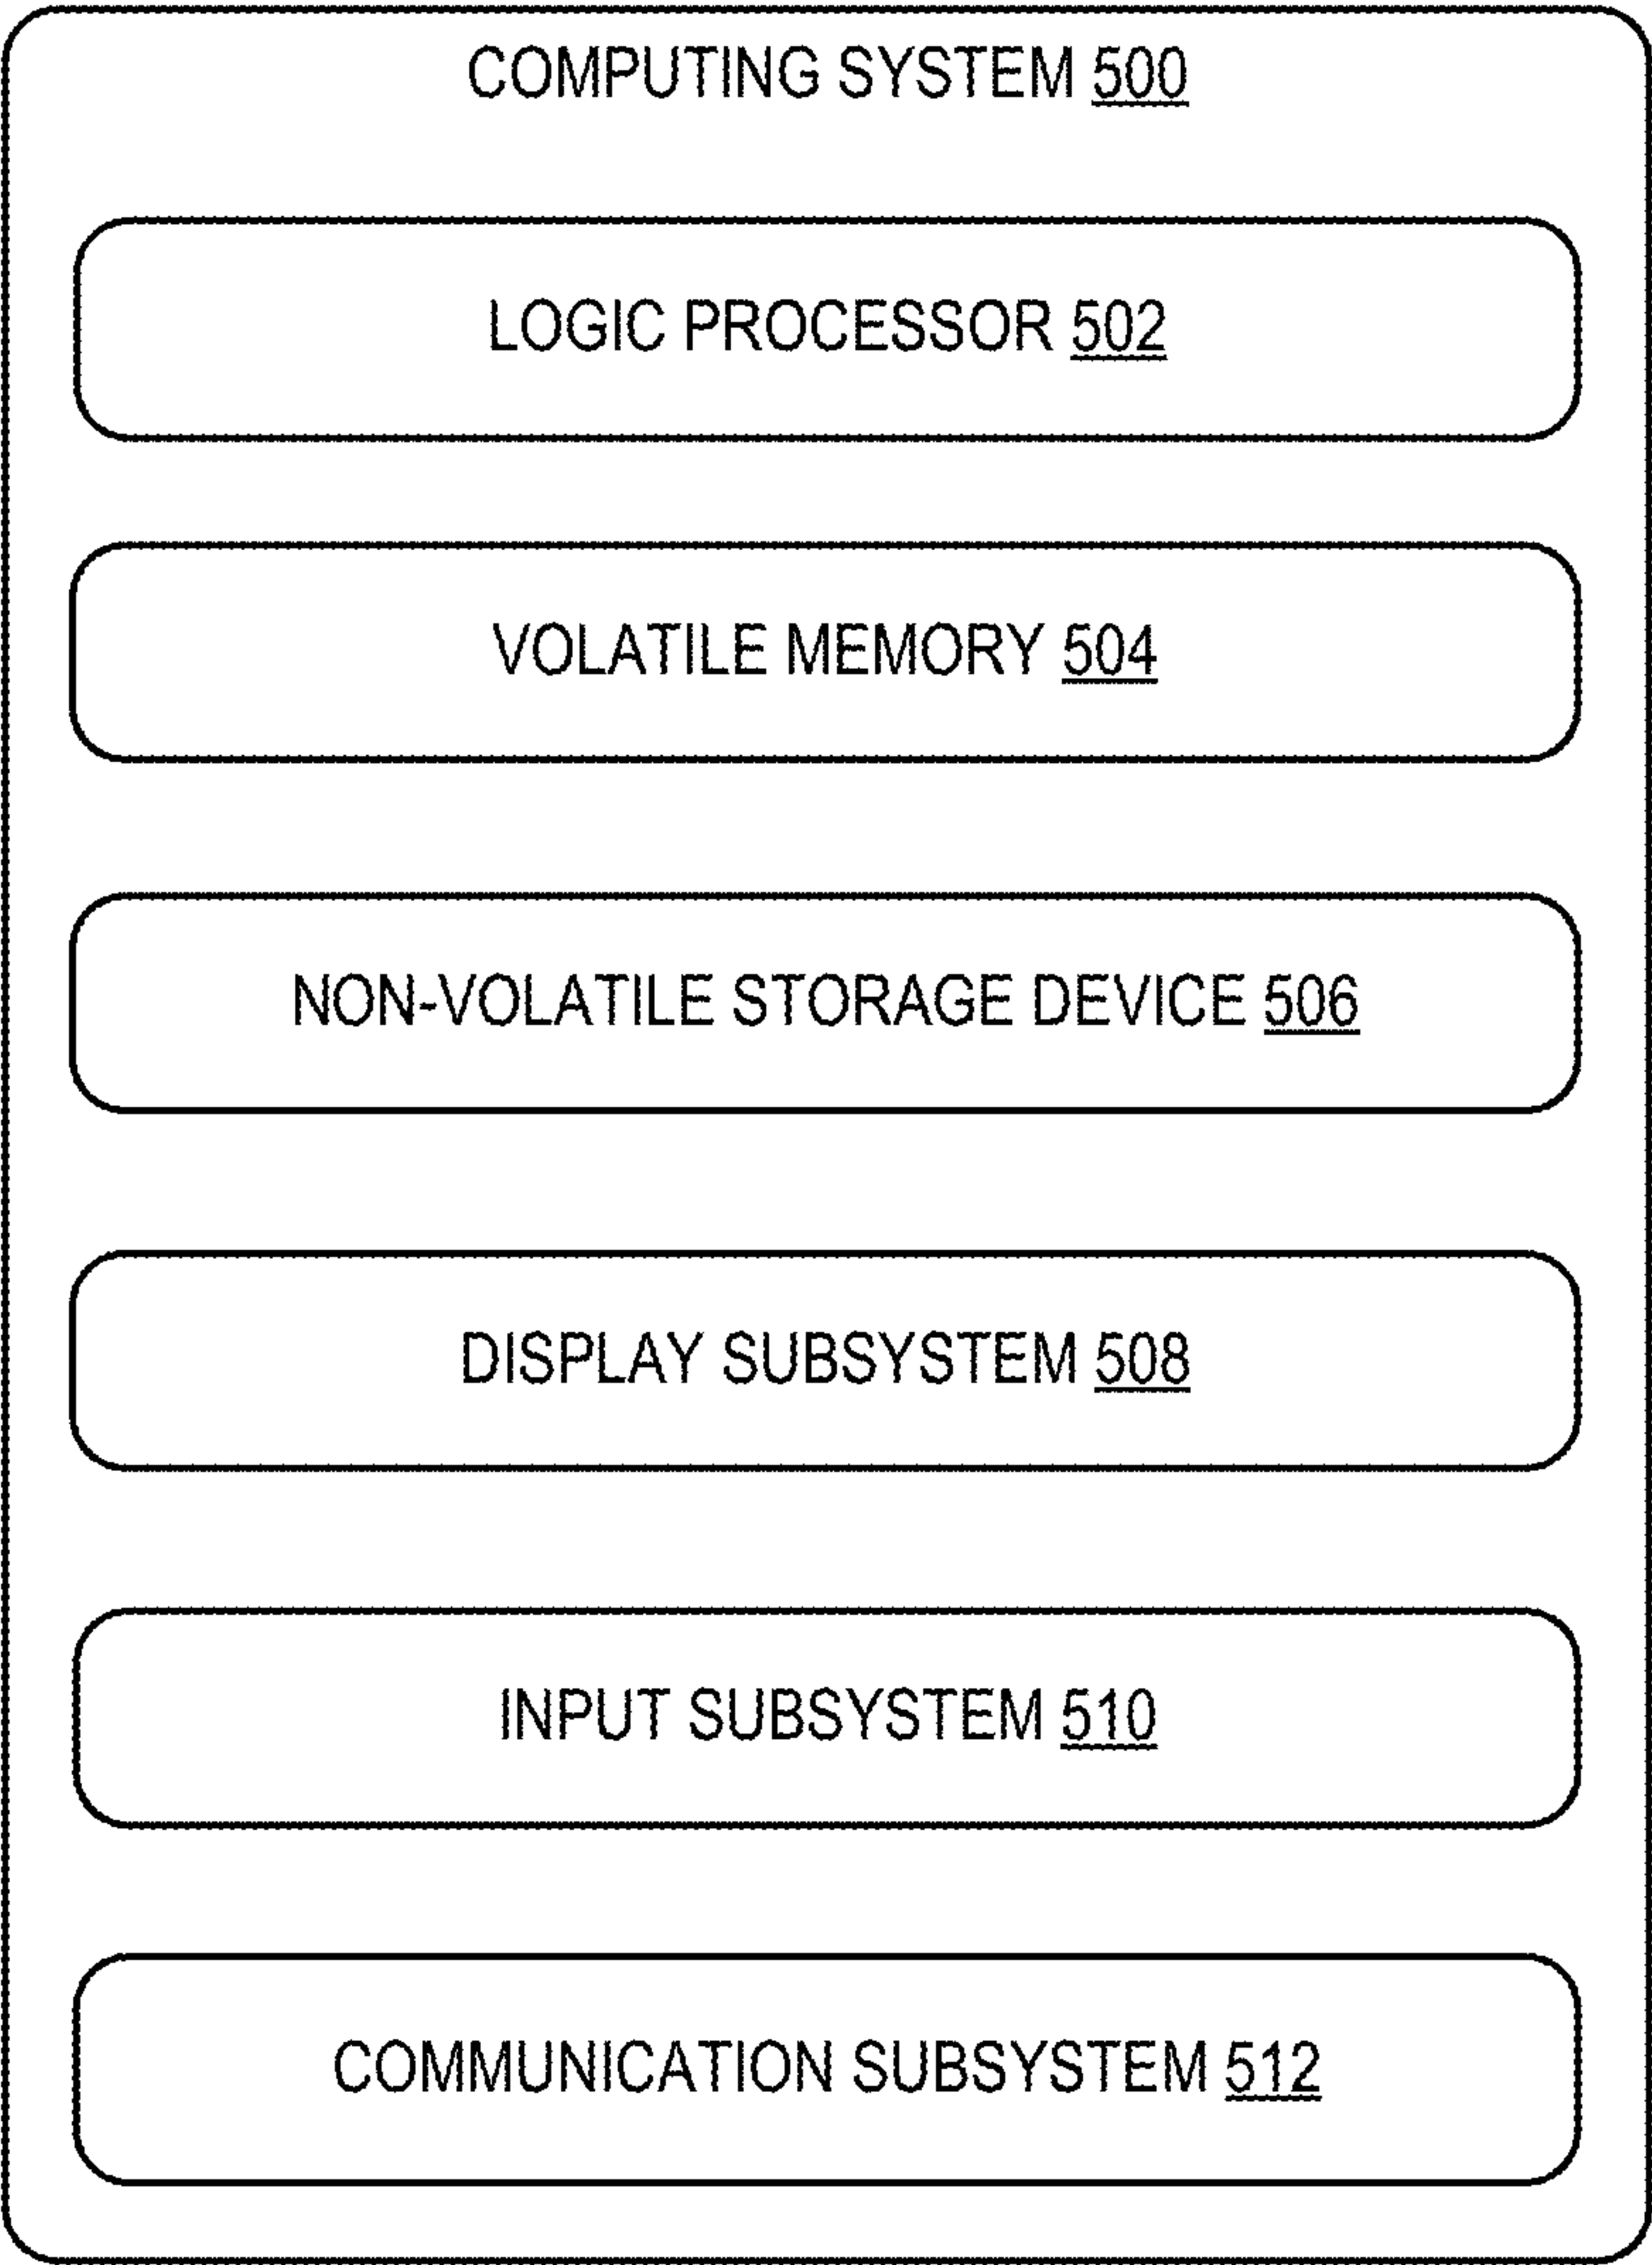 COMPUTING SYSTEM 500
LOGIC PROCESSOR 502
VOLATILE MEMORY 504
NON-VOLATILE STORAGE DEVICE 506
DISPLAY SUBSYSTEM 508
INPUT SUBSYSTEM 510
COMMUNICATION SUBSYSTEM 512